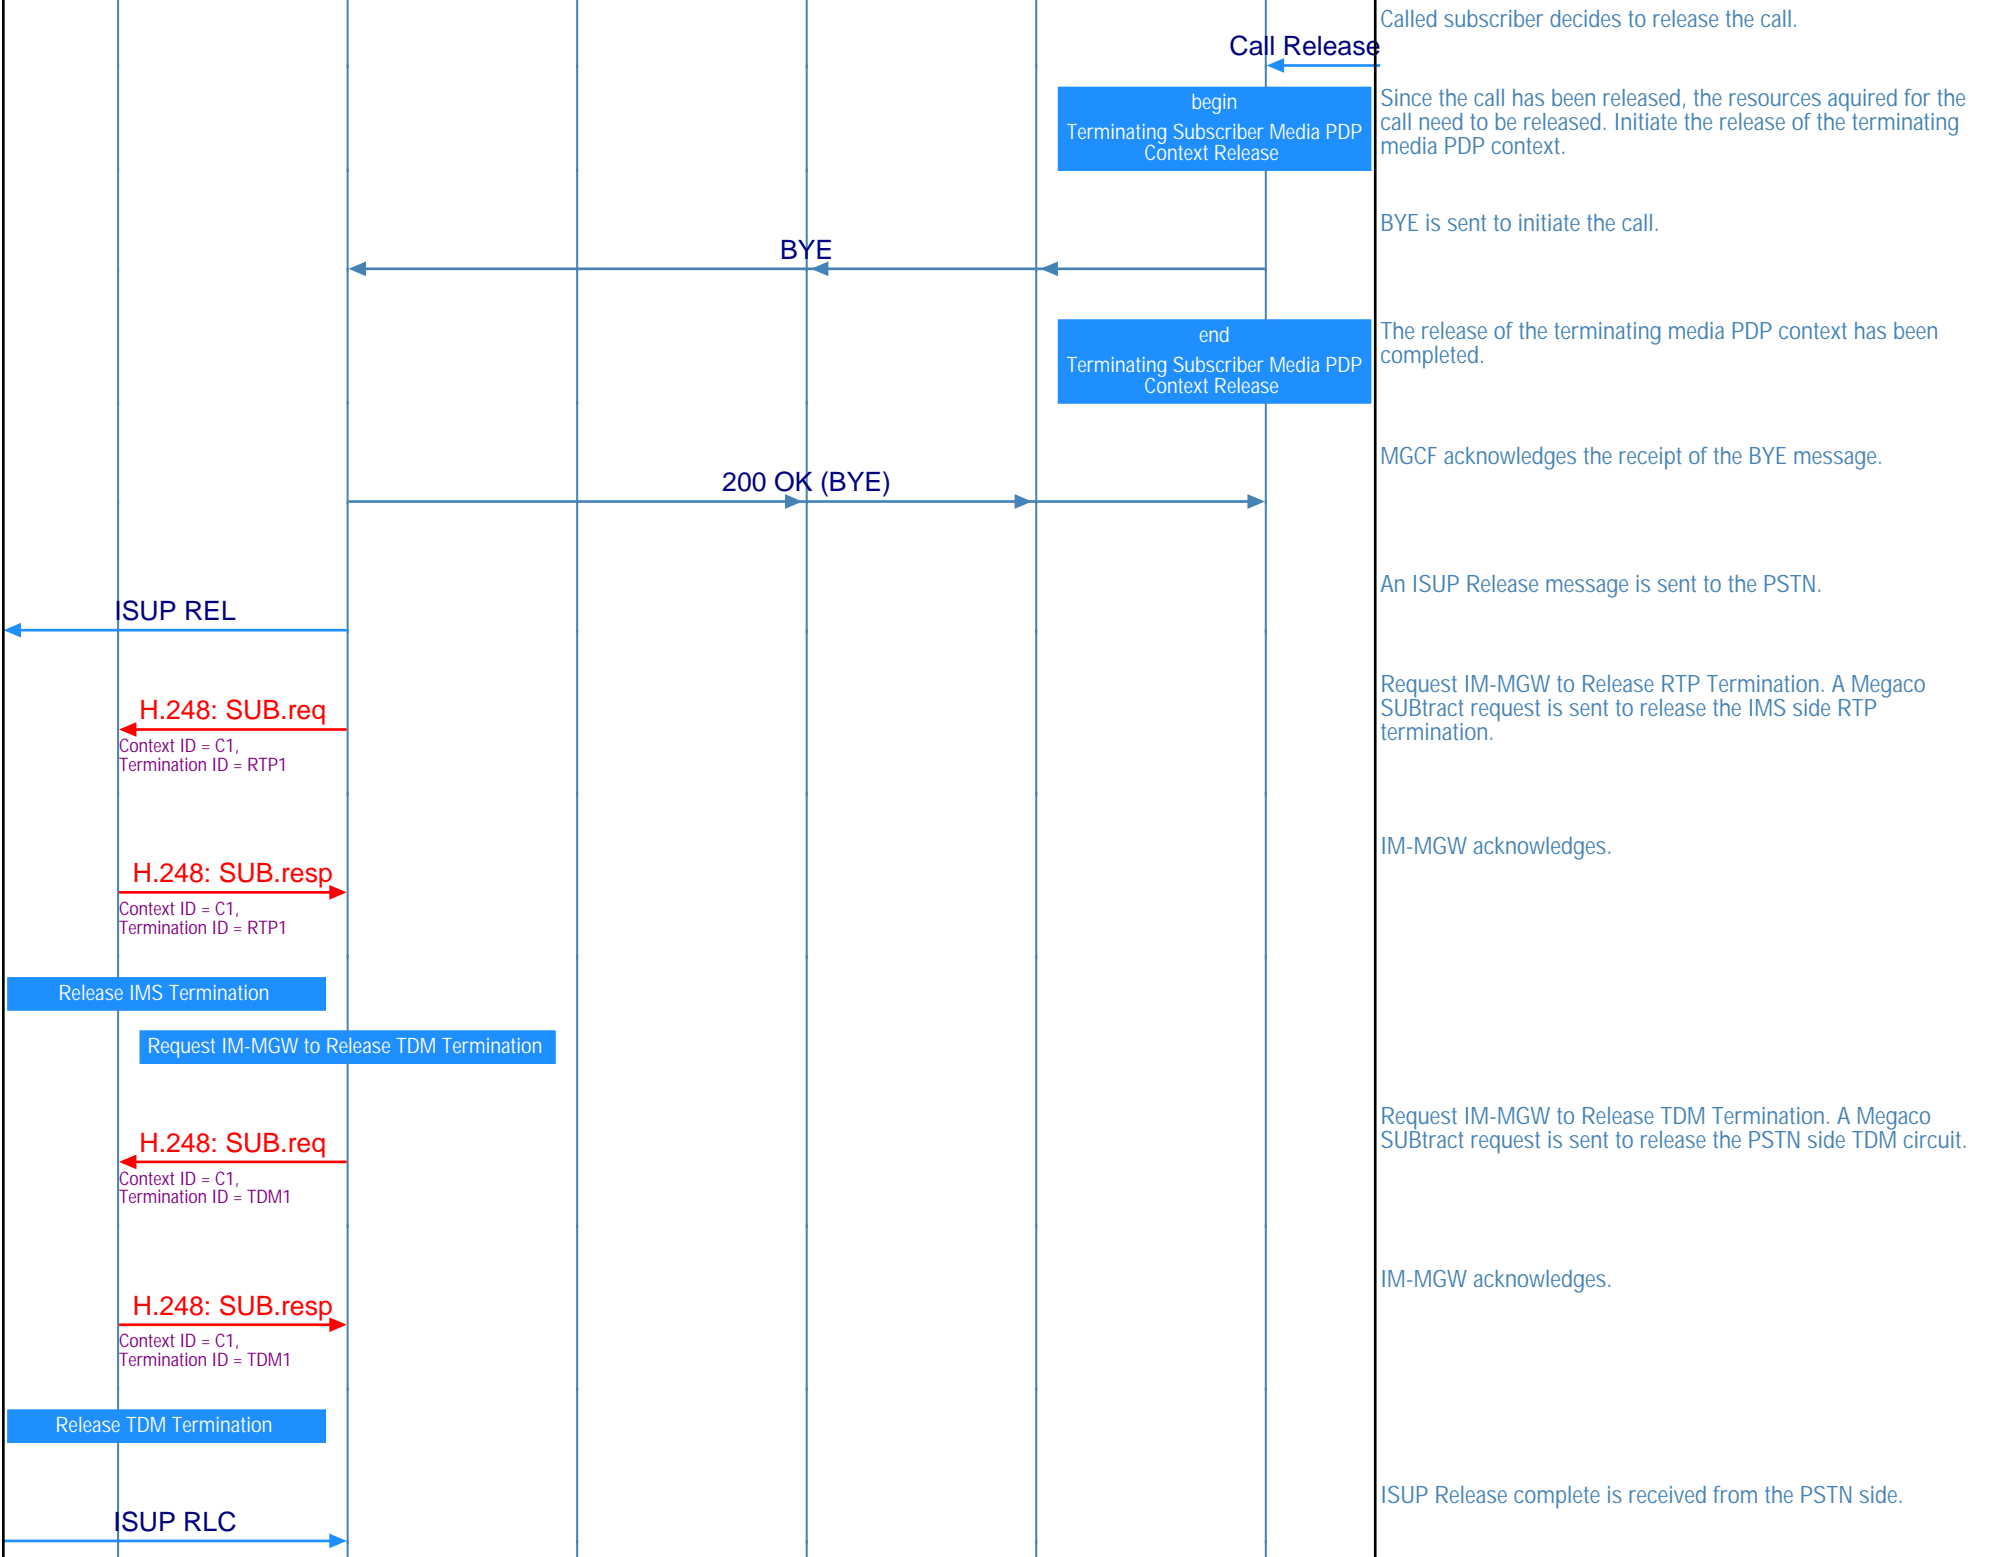 Called subscriber decides to release the call.
Call Release
begin
Terminating Subscriber Media PDP
Context Release
Since the call has been released, the resources aquired for the
call need to be released. Initiate the release of the terminating
media PDP context.
BYE is sent to initiate the call.
BYE
end
Terminating Subscriber Media PDP
Context Release
The release of the terminating media PDP context has been
completed.
MGCF acknowledges the receipt of the BYE message.
200 OK (BYE)
An ISUP Release message is sent to the PSTN.
ISUP REL
Request IM-MGW to Release RTP Termination. A Megaco
SUBtract request is sent to release the IMS side RTP
termination.
H.248: SUB.req
Context ID = C1,
Termination ID = RTP1
IM-MGW acknowledges.
H.248: SUB.resp
Context ID = C1,
Termination ID = RTP1
Release IMS Termination
Request IM-MGW to Release TDM Termination
Request IM-MGW to Release TDM Termination. A Megaco
SUBtract request is sent to release the PSTN side TDM circuit.
H.248: SUB.req
Context ID = C1,
Termination ID = TDM1
IM-MGW acknowledges.
H.248: SUB.resp
Context ID = C1,
Termination ID = TDM1
Release TDM Termination
ISUP Release complete is received from the PSTN side.
ISUP RLC